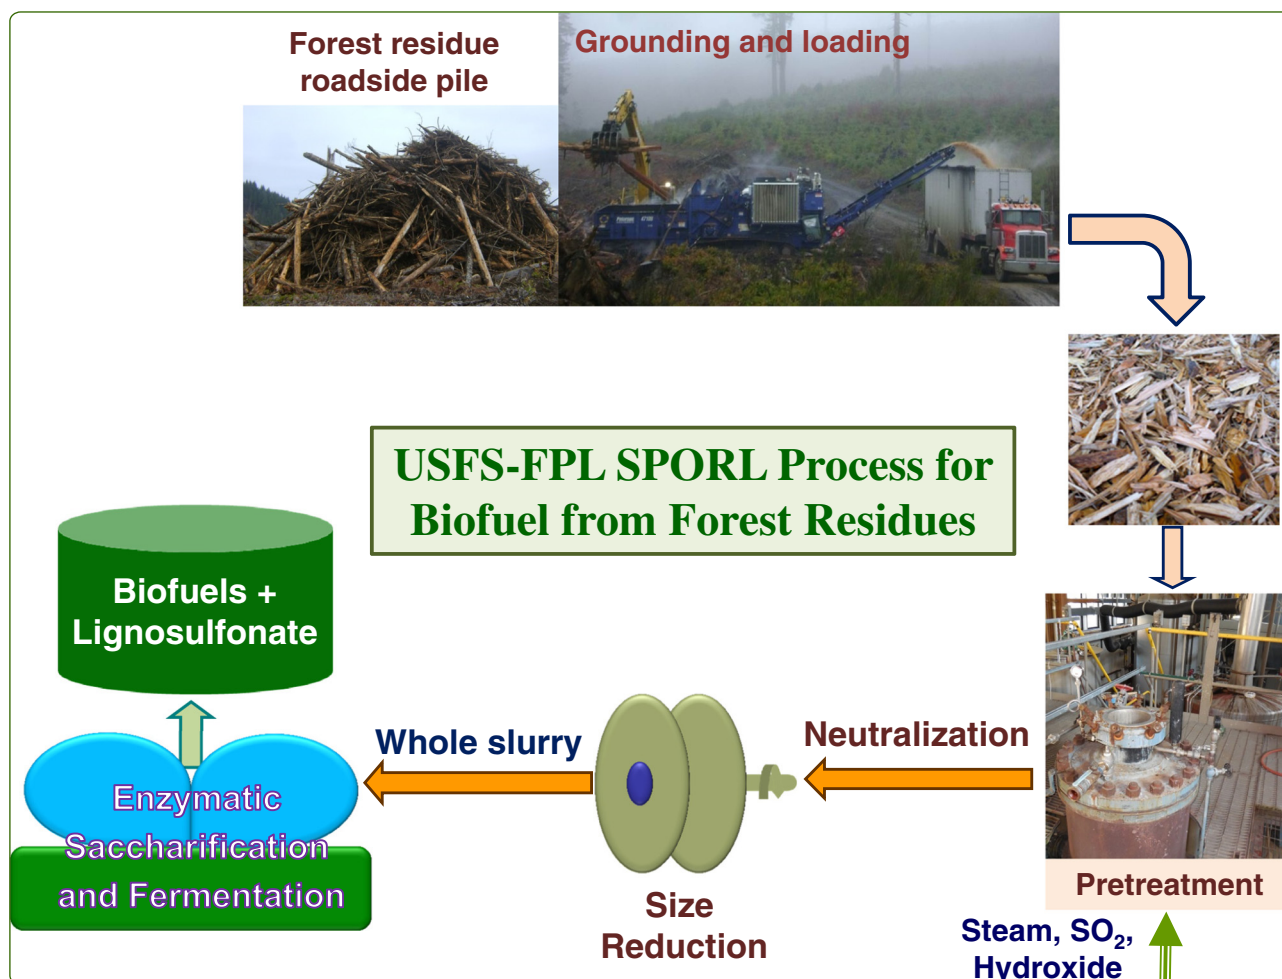 Forest residue
roadside pile
Grounding and loading
USFS-FPL SPORL Process for
Biofuel from Forest Residues
Biofuels +
Lignosulfonate
Whole slurry
Neutralization
Enzymatic
Saccharification
and Fermentation
Size
Reduction
Pretreatment
Steam, SO₂,
Hydroxide